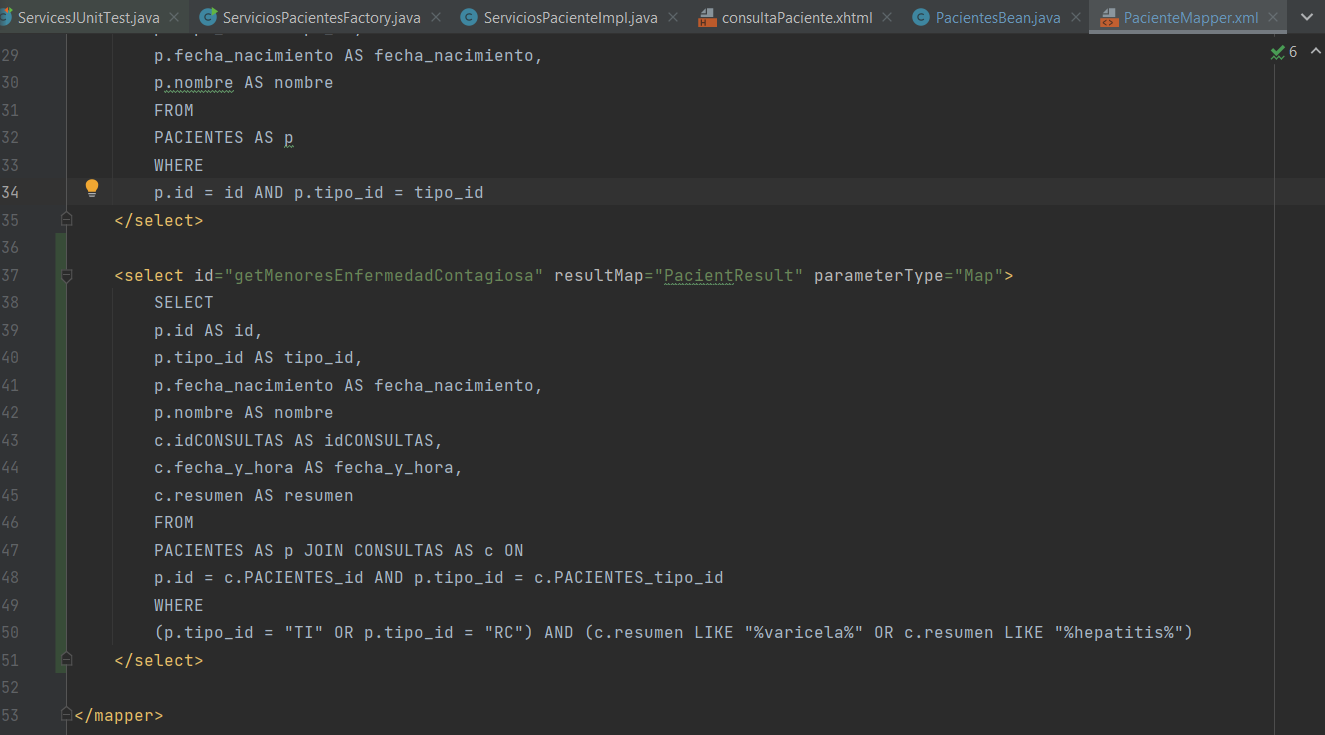 ServicesJUnitTest.java ServiciosPacientesFactory.java ServiciosPacienteImpl.java consultaPaciente.xhtml PacientesBean.java PacienteMapper.xml
29 p.fecha_nacimiento AS fecha_nacimiento, 6
30 p.nombre AS nombre
31 FROM
32 PACIENTES AS p
33 WHERE
34 p.id = id AND p.tipo_id = tipo_id
35 </select>
36
37 <select id="getMenoresEnfermedadContagiosa" resultMap="PacientResult" parameterType="Map">
38 SELECT
39 p.id AS id,
40 p.tipo_id AS tipo_id,
41 p.fecha_nacimiento AS fecha_nacimiento,
42 p.nombre AS nombre
43 c.idCONSULTAS AS idCONSULTAS,
44 c.fecha_y_hora AS fecha_y_hora,
45 c.resumen AS resumen
46 FROM
47 PACIENTES AS p JOIN CONSULTAS AS c ON
48 p.id = c.PACIENTES_id AND p.tipo_id = c.PACIENTES_tipo_id
49 WHERE
50 (p.tipo_id = "TI" OR p.tipo_id = "RC") AND (c.resumen LIKE "%varicela%" OR c.resumen LIKE "%hepatitis%")
51 </select>
52
53 </mapper>